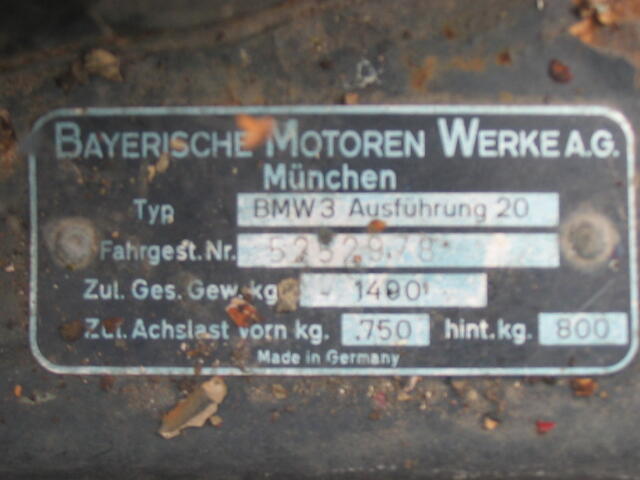 BAYERISCHE MOTOREN WERKE A.G.
München
Typ BMW 3 Ausführung 20
Fahrgest. Nr. 5252978
Zul. Ges. Gew. kg 1490
Zul. Achslast vorn kg. 750 hint. kg. 800
Made in Germany